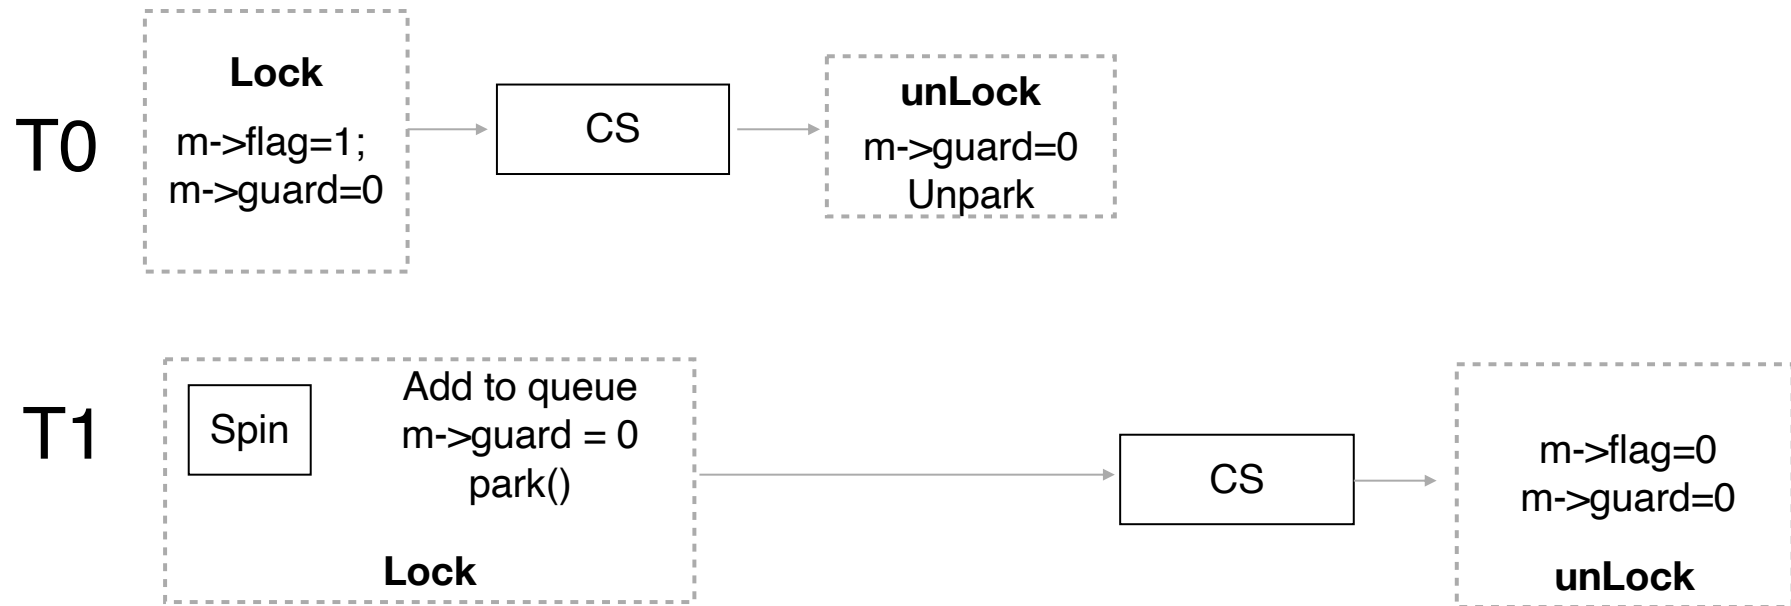 T0
Lock
m->flag=1;
m->guard=0
CS
unLock
m->guard=0
Unpark
T1
Spin
Add to queue
m->guard = 0
park()
Lock
CS
m->flag=0
m->guard=0
unLock